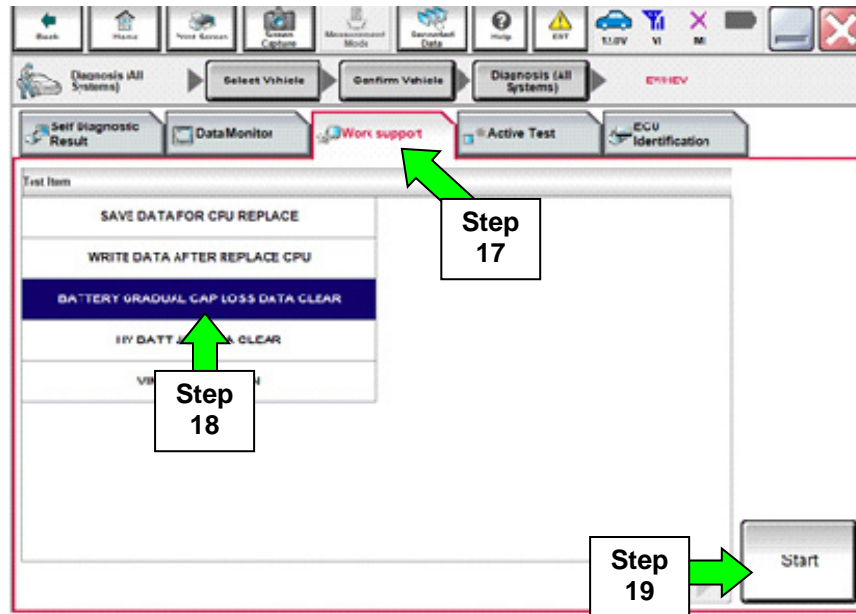 Back
Home
Print Screen
Screen
Capture
Measurement
Mode
Recorded
Data
Help
VI
MI
Diagnosis (All
Systems)
Select Vehicle
Confirm Vehicle
Diagnosis (All
Systems)
EV/HEV
Self Diagnostic
Result
Data Monitor
Work support
Active Test
ECU
Identification
Test Item
SAVE DATA FOR CPU REPLACE
Step
17
WRITE DATA AFTER REPLACE CPU
BATTERY GRADUAL CAP LOSS DATA CLEAR
CLEAR
Step
18
Step
19
Start